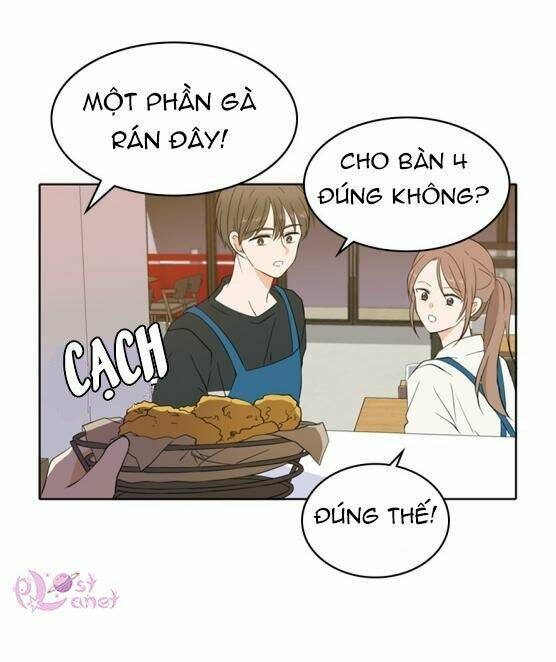 MỘT PHẦN GÀ
RÁN ĐÂY!
CHO BÀN 4
ĐÚNG KHÔNG?
CẠCH
ĐÚNG THẾ!
Lost
Planet